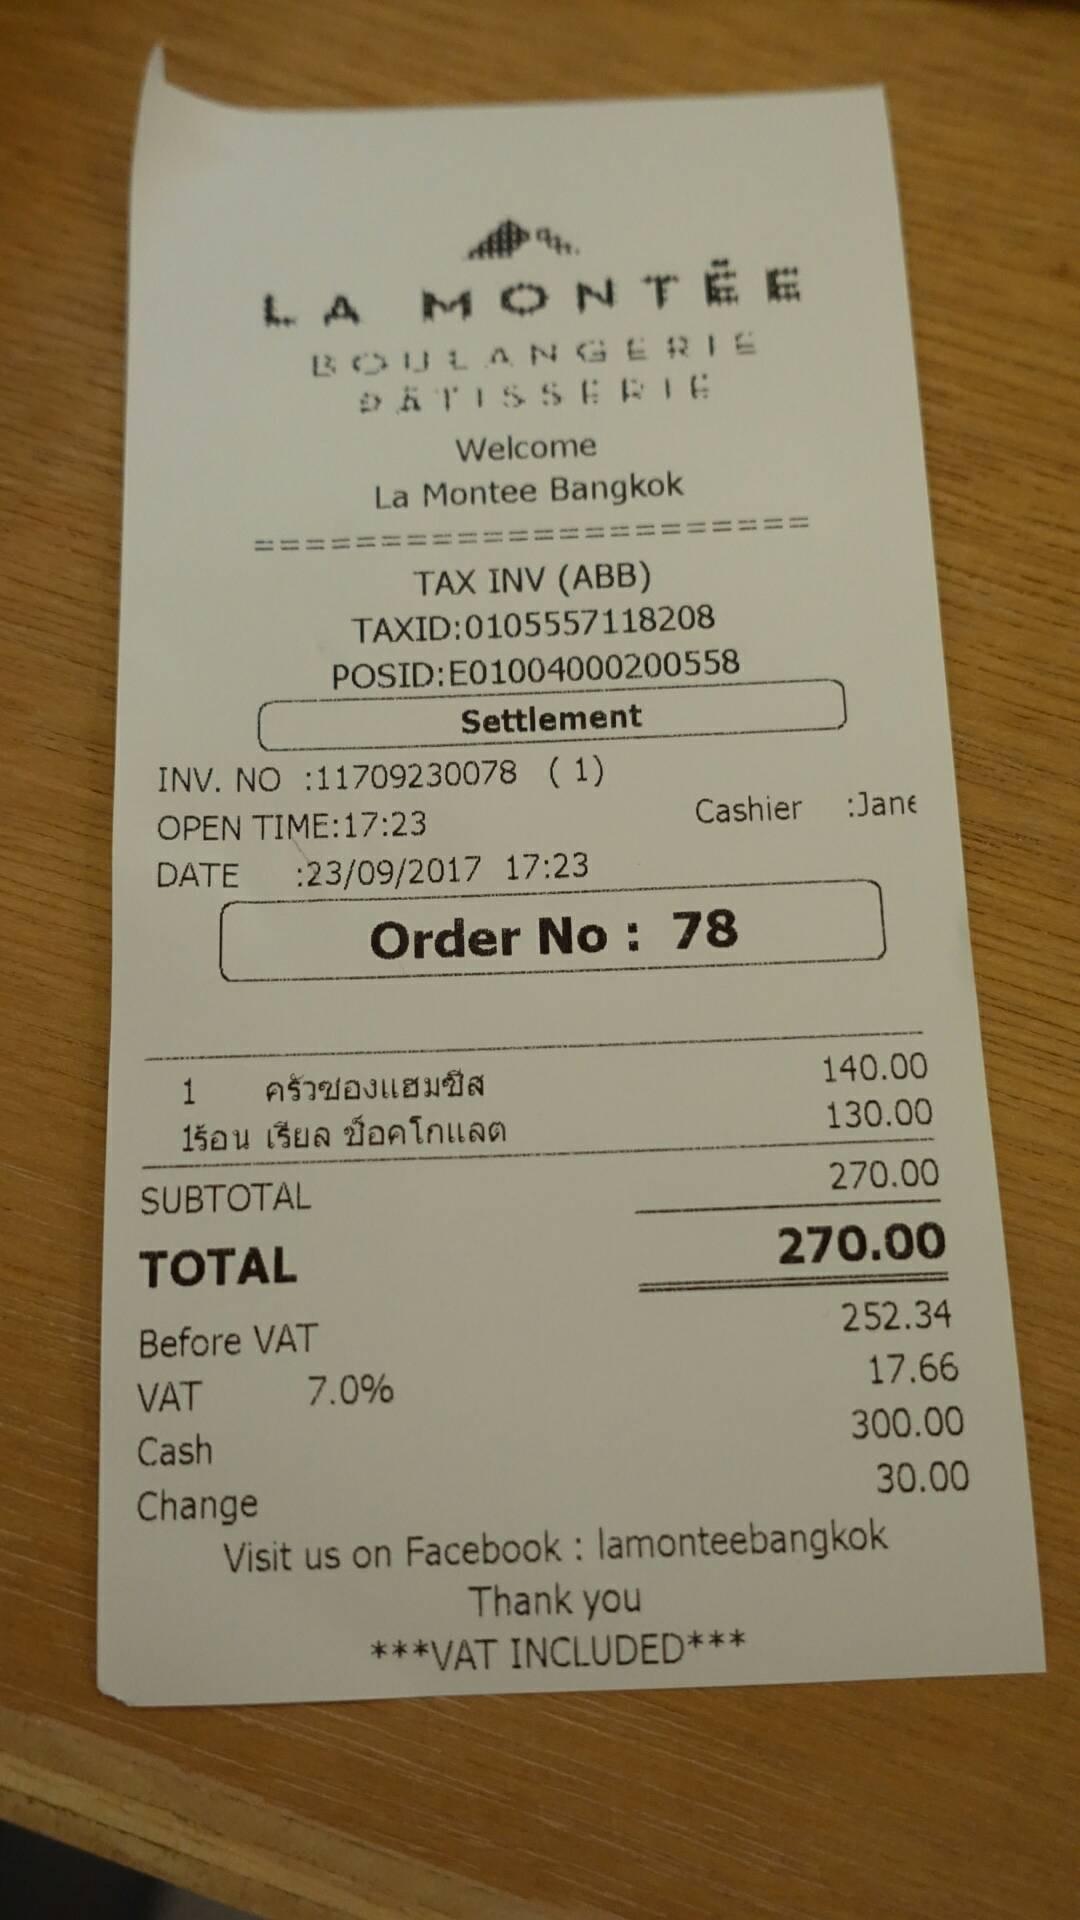 LA MONTÉE
BOULANGERIE
PÂTISSERIE
Welcome
La Montee Bangkok
======================
TAX INV (ABB)
TAXID:0105557118208
POSID:E01004000200558
Settlement
INV. NO :11709230078 ( 1)
OPEN TIME:17:23 Cashier :Jane
DATE :23/09/2017 17:23
Order No : 78
1 ครัวซองแฮมชีส 140.00
1ร้อน เรียล ช็อคโกแลต 130.00
SUBTOTAL 270.00
TOTAL 270.00
Before VAT 252.34
VAT 7.0% 17.66
Cash 300.00
Change 30.00
Visit us on Facebook : lamonteebangkok
Thank you
***VAT INCLUDED***